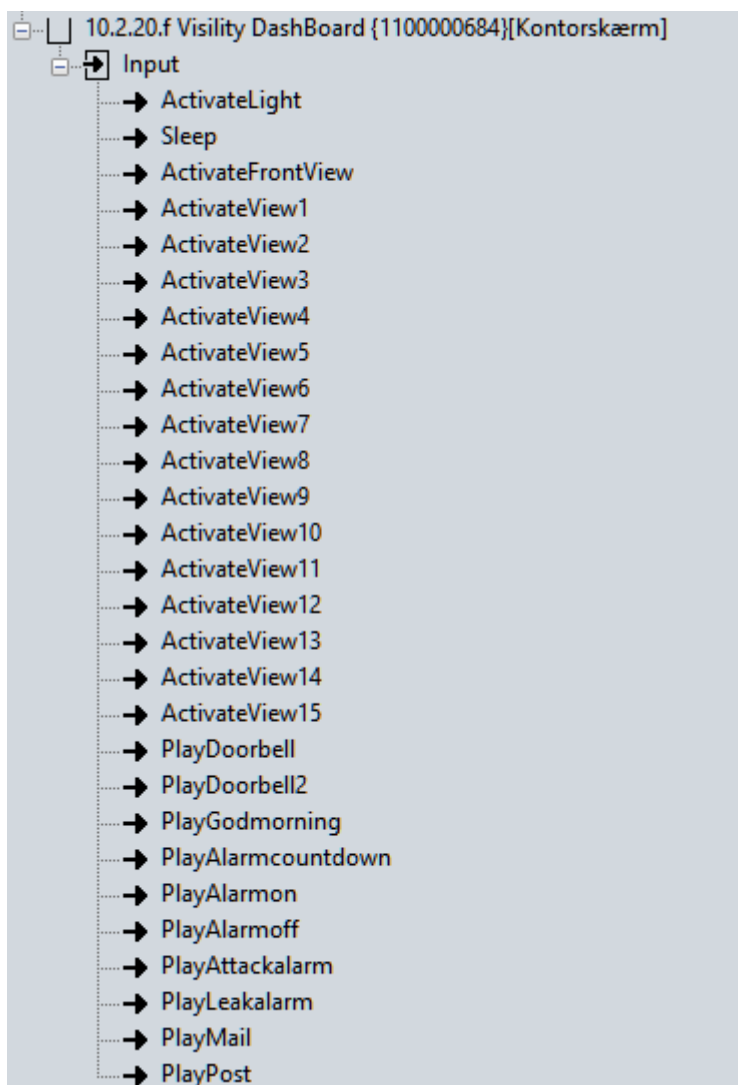 10.2.20.f Visility DashBoard {1100000684}[Kontorskærm]
Input
ActivateLight
Sleep
ActivateFrontView
ActivateView1
ActivateView2
ActivateView3
ActivateView4
ActivateView5
ActivateView6
ActivateView7
ActivateView8
ActivateView9
ActivateView10
ActivateView11
ActivateView12
ActivateView13
ActivateView14
ActivateView15
PlayDoorbell
PlayDoorbell2
PlayGodmorning
PlayAlarmcountdown
PlayAlarmon
PlayAlarmoff
PlayAttackalarm
PlayLeakalarm
PlayMail
PlayPost